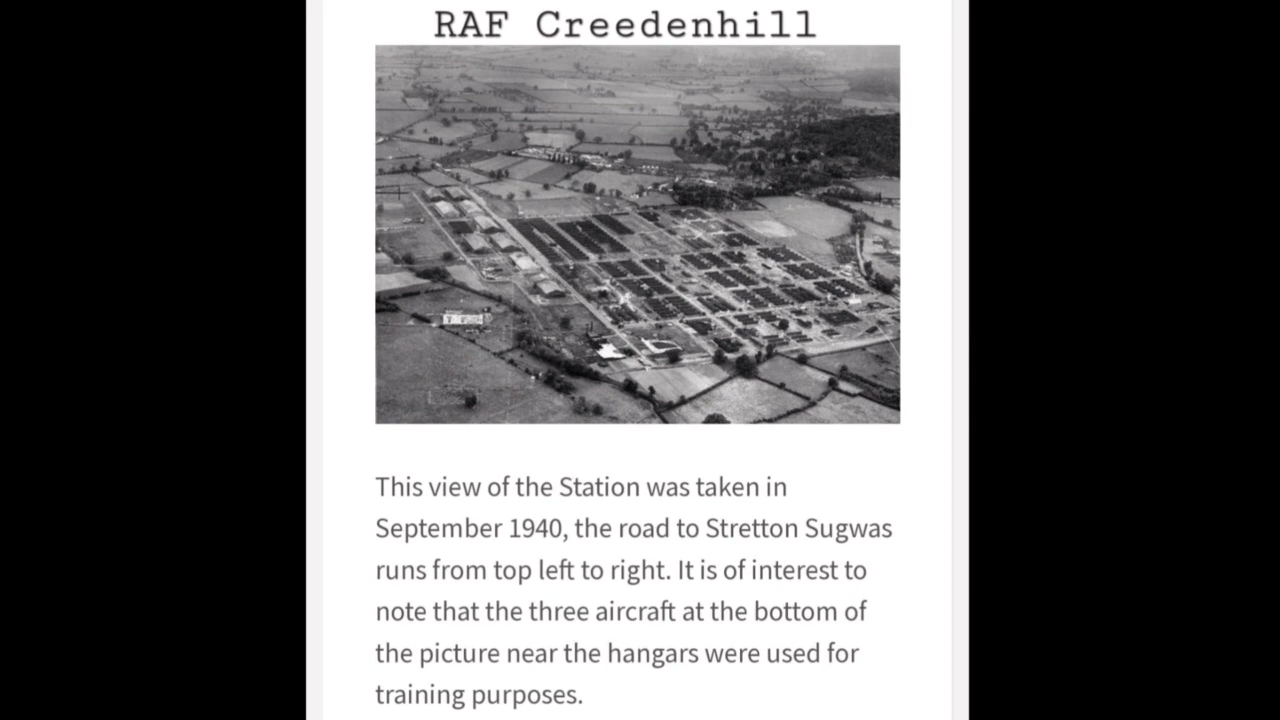 RAF Creedenhill
This view of the Station was taken in
September 1940, the road to Stretton Sugwas
runs from top left to right. It is of interest to
note that the three aircraft at the bottom of
the picture near the hangars were used for
training purposes.